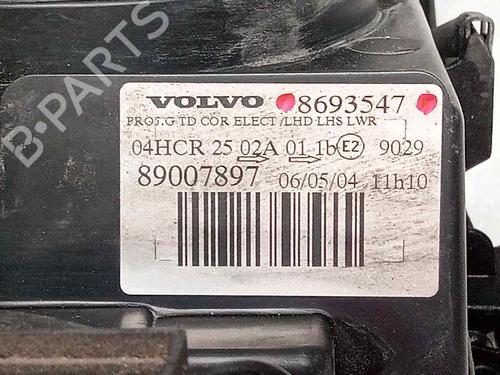 B-PARTS
VOLVO 8693547
PROJ.G TD COR ELECT /LHD LHS LWR
04HCR 25 02A 01 1b E2 9029
89007897 06/05/04 11h10